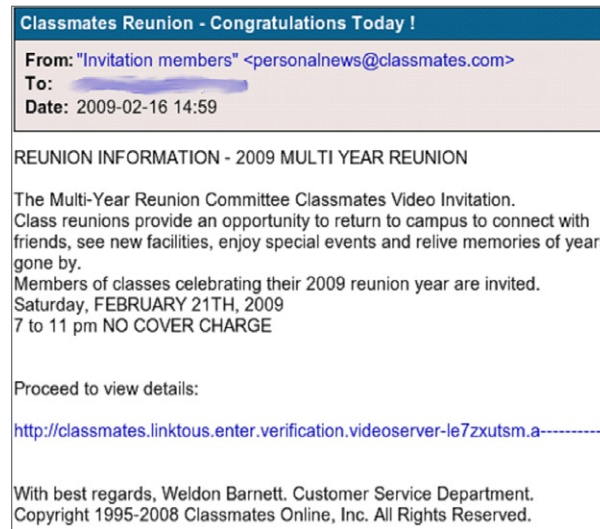 Classmates Reunion - Congratulations Today !
From: "Invitation members" <personalnews@classmates.com>
To:
Date: 2009-02-16 14:59
REUNION INFORMATION - 2009 MULTI YEAR REUNION
The Multi-Year Reunion Committee Classmates Video Invitation.
Class reunions provide an opportunity to return to campus to connect with
friends, see new facilities, enjoy special events and relive memories of year
gone by.
Members of classes celebrating their 2009 reunion year are invited.
Saturday, FEBRUARY 21TH, 2009
7 to 11 pm NO COVER CHARGE
Proceed to view details:
http://classmates.linktous.enter.verification.videoserver-le7zxutsm.a----------
With best regards, Weldon Barnett. Customer Service Department.
Copyright 1995-2008 Classmates Online, Inc. All Rights Reserved.